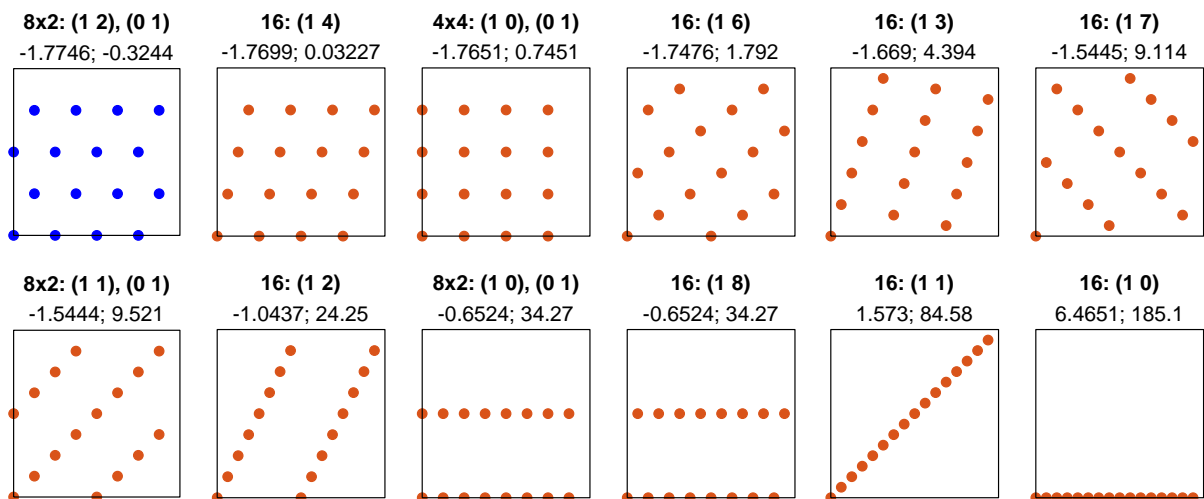 8x2: (1 2), (0 1)
-1.7746; -0.3244
16: (1 4)
-1.7699; 0.03227
4x4: (1 0), (0 1)
-1.7651; 0.7451
16: (1 6)
-1.7476; 1.792
16: (1 3)
-1.669; 4.394
16: (1 7)
-1.5445; 9.114
8x2: (1 1), (0 1)
-1.5444; 9.521
16: (1 2)
-1.0437; 24.25
8x2: (1 0), (0 1)
-0.6524; 34.27
16: (1 8)
-0.6524; 34.27
16: (1 1)
1.573; 84.58
16: (1 0)
6.4651; 185.1